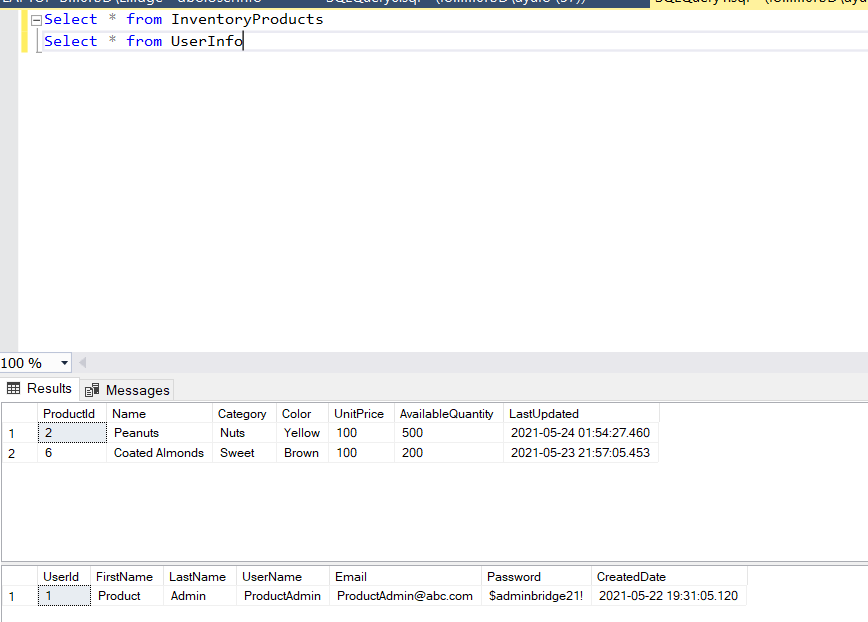 Select * from InventoryProducts
Select * from UserInfo
100 %
Results Messages
ProductId Name Category Color UnitPrice AvailableQuantity LastUpdated
1 2 Peanuts Nuts Yellow 100 500 2021-05-24 01:54:27.460
2 6 Coated Almonds Sweet Brown 100 200 2021-05-23 21:57:05.453
UserId FirstName LastName UserName Email Password CreatedDate
1 1 Product Admin ProductAdmin ProductAdmin@abc.com $adminbridge21! 2021-05-22 19:31:05.120